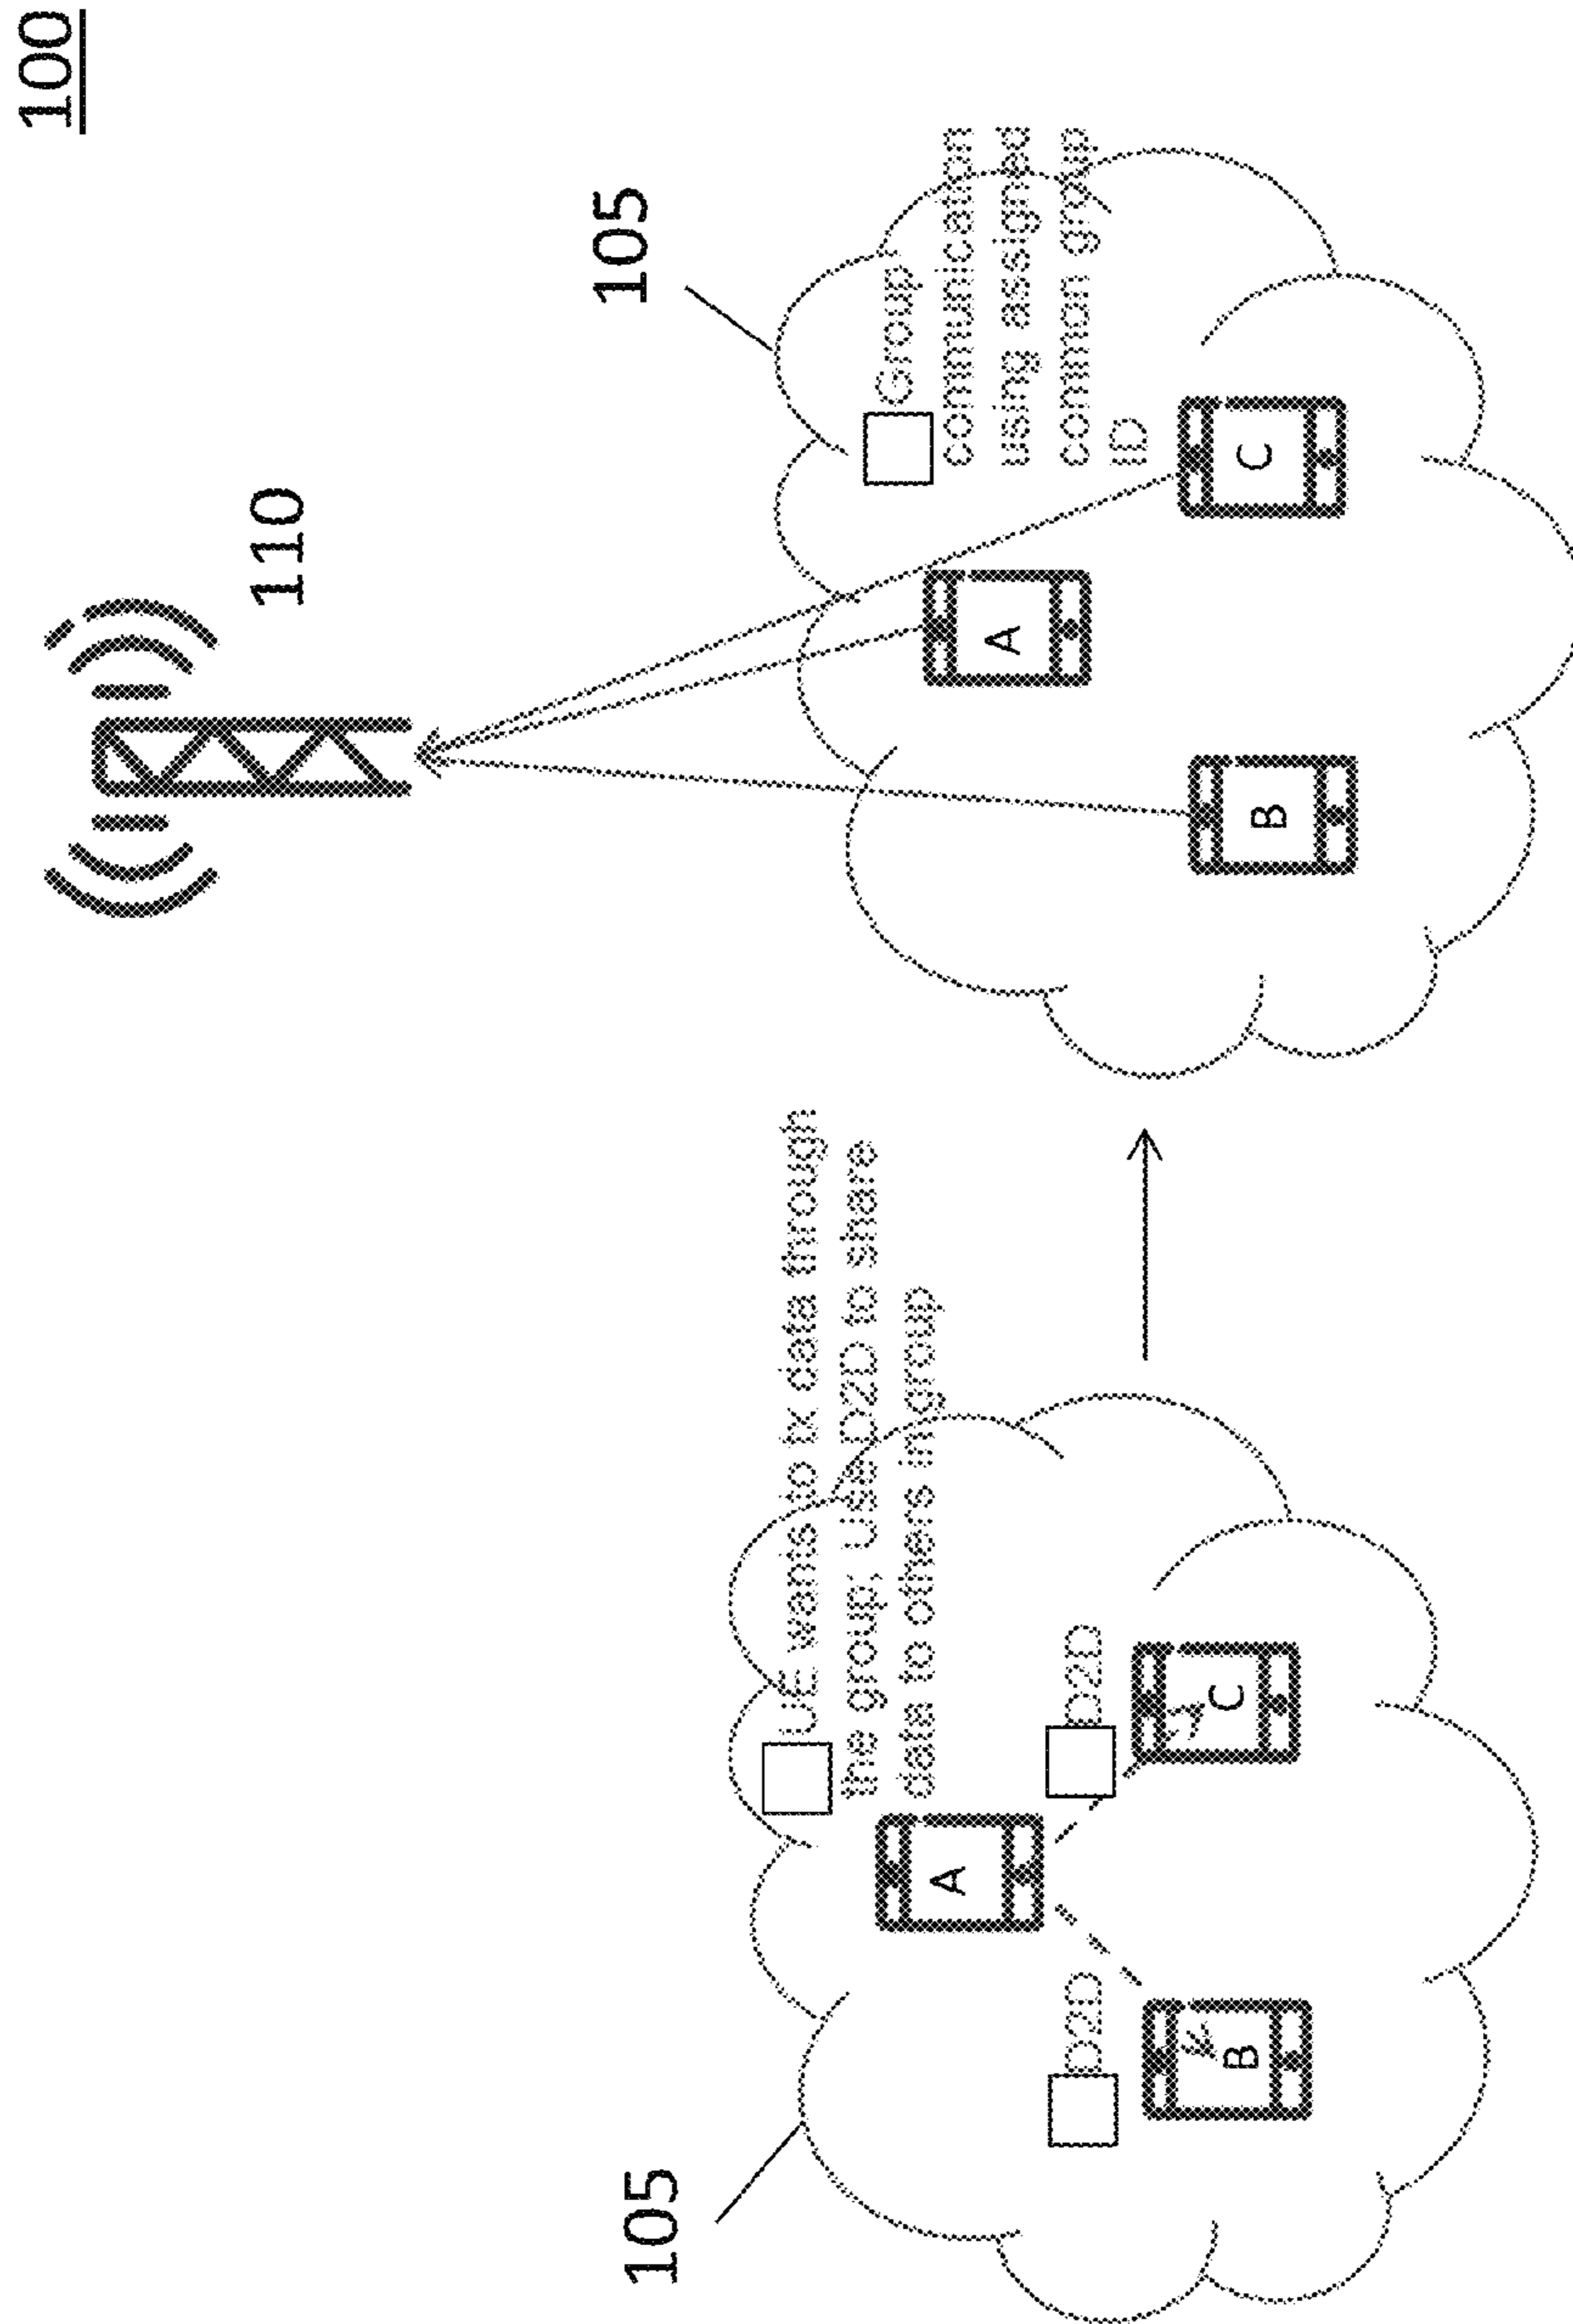 100
110
105
105
UE wants to tx data through
the group; Use D2D to share
data to others in group
D2D
D2D
A
B
C
Group
communication
using assigned
common group
ID
A
B
C